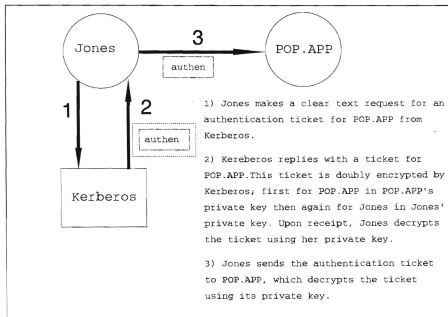 3
Jones
POP.APP
authen
1
2
authen
Kerberos
1) Jones makes a clear text request for an
authentication ticket for POP.APP from
Kerberos.
2) Kereberos replies with a ticket for
POP.APP.This ticket is doubly encrypted by
Kerberos; first for POP.APP in POP.APP's
private key then again for Jones in Jones'
private key. Upon receipt, Jones decrypts
the ticket using her private key.
3) Jones sends the authentication ticket
to POP.APP, which decrypts the ticket
using its private key.